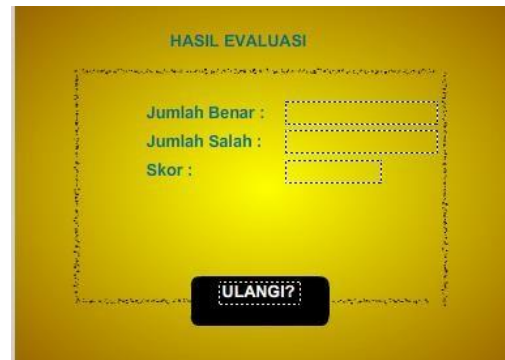 HASIL EVALUASI
Jumlah Benar :
Jumlah Salah :
Skor :
ULANGI?